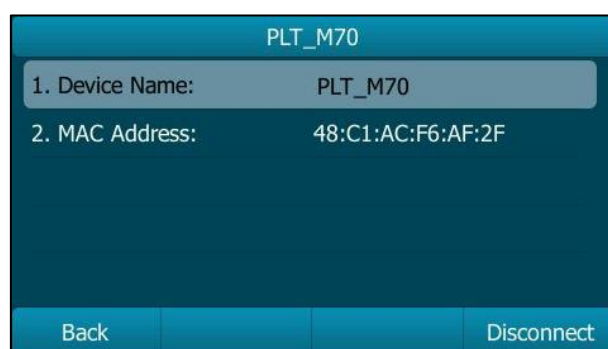 PLT_M70
1. Device Name: PLT_M70
2. MAC Address: 48:C1:AC:F6:AF:2F
Back Disconnect